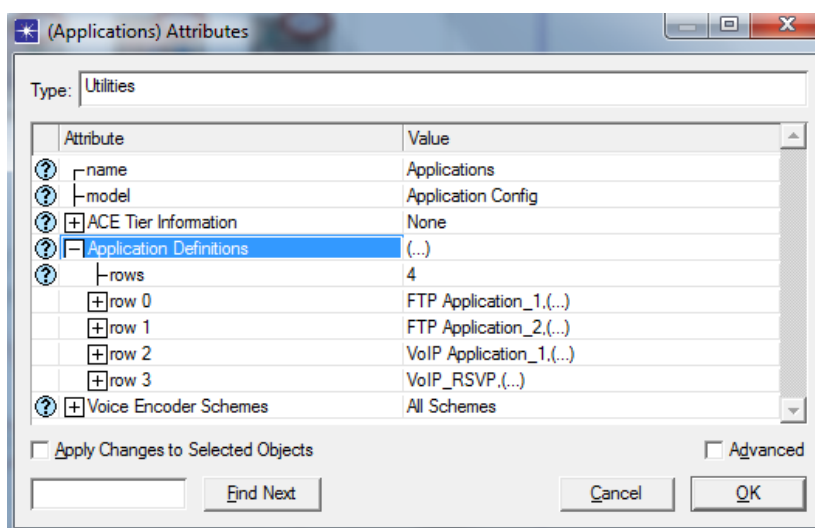 (Applications) Attributes
Type: Utilities
Attribute Value
name Applications
model Application Config
ACE Tier Information None
Application Definitions (...)
rows 4
row 0 FTP Application_1,(...)
row 1 FTP Application_2,(...)
row 2 VoIP Application_1,(...)
row 3 VoIP_RSVP,(...)
Voice Encoder Schemes All Schemes
Apply Changes to Selected Objects Advanced
Find Next Cancel OK